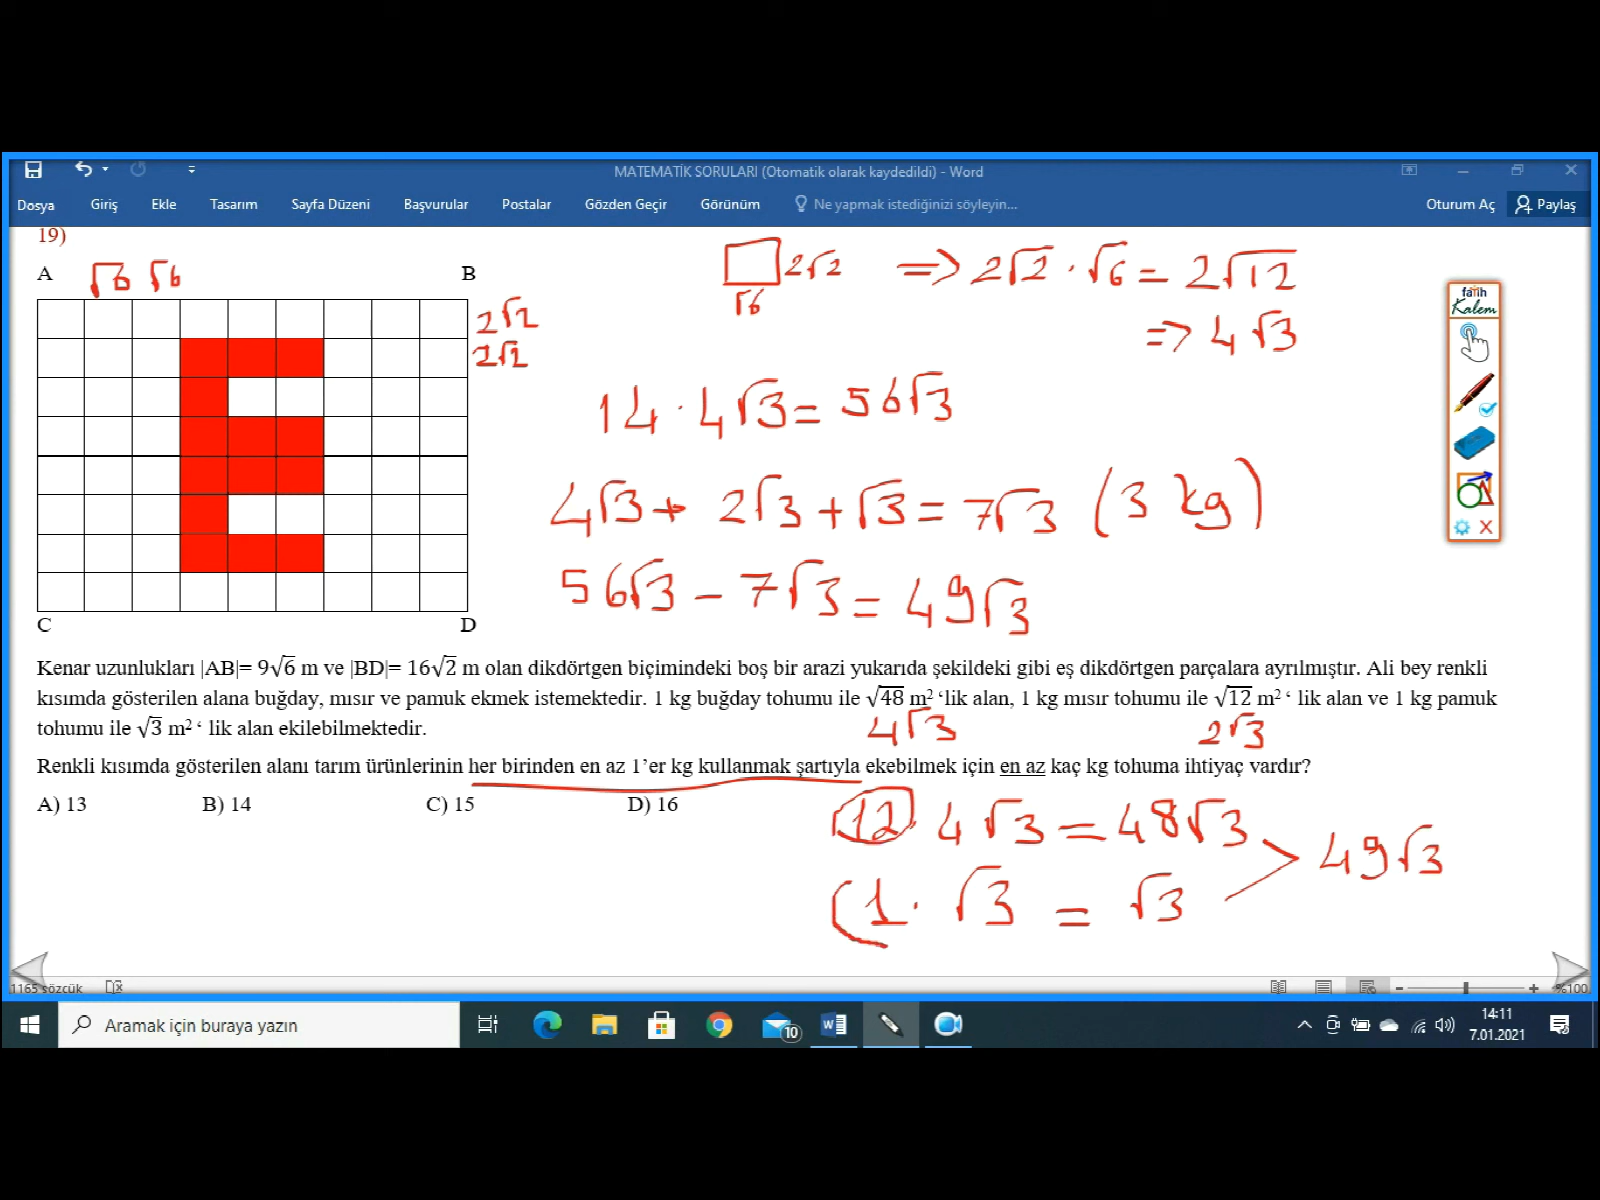 MATEMATİK SORULARI (Otomatik olarak kaydedildi) - Word
Dosya Giriş Ekle Tasarım Sayfa Düzeni Başvurular Postalar Gözden Geçir Görünüm Ne yapmak istediğinizi söyleyin... Oturum Aç Paylaş
19)
A √6 √6 B
2√2
2√2
2√2
√6
=> 2√2 · √6 = 2√12
=> 4√3
fatih
Kalem
14 · 4√3 = 56√3
4√3 + 2√3 + √3 = 7√3 (3 kg)
56√3 - 7√3 = 49√3
C D
Kenar uzunlukları |AB|= 9√6 m ve |BD|= 16√2 m olan dikdörtgen biçimindeki boş bir arazi yukarıda şekildeki gibi eş dikdörtgen parçalara ayrılmıştır. Ali bey renkli
kısımda gösterilen alana buğday, mısır ve pamuk ekmek istemektedir. 1 kg buğday tohumu ile √48 m² ‘lik alan, 1 kg mısır tohumu ile √12 m² ‘ lik alan ve 1 kg pamuk
tohumu ile √3 m² ‘ lik alan ekilebilmektedir.
4√3 2√3
Renkli kısımda gösterilen alanı tarım ürünlerinin her birinden en az 1’er kg kullanmak şartıyla ekebilmek için en az kaç kg tohuma ihtiyaç vardır?
A) 13 B) 14 C) 15 D) 16
12 · 4√3 = 48√3
49√3
1 · √3 = √3
1165 sözcük %100
Aramak için buraya yazın
10
14:11
7.01.2021